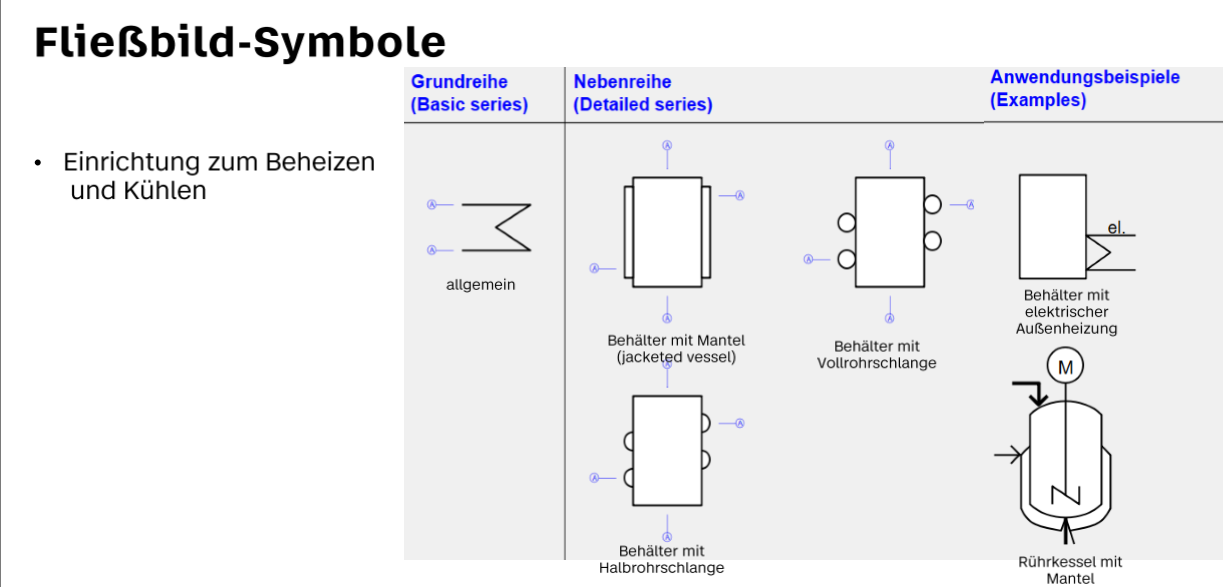 Fließbild-Symbole
Grundreihe
(Basic series)
Nebenreihe
(Detailed series)
Anwendungsbeispiele
(Examples)
• Einrichtung zum Beheizen
und Kühlen
A
A
allgemein
A
A
A
A
Behälter mit Mantel
(jacketed vessel)
A
A
A
A
Behälter mit
Vollrohrschlange
el.
Behälter mit
elektrischer
Außenheizung
A
A
A
A
Behälter mit
Halbrohrschlange
M
Rührkessel mit
Mantel